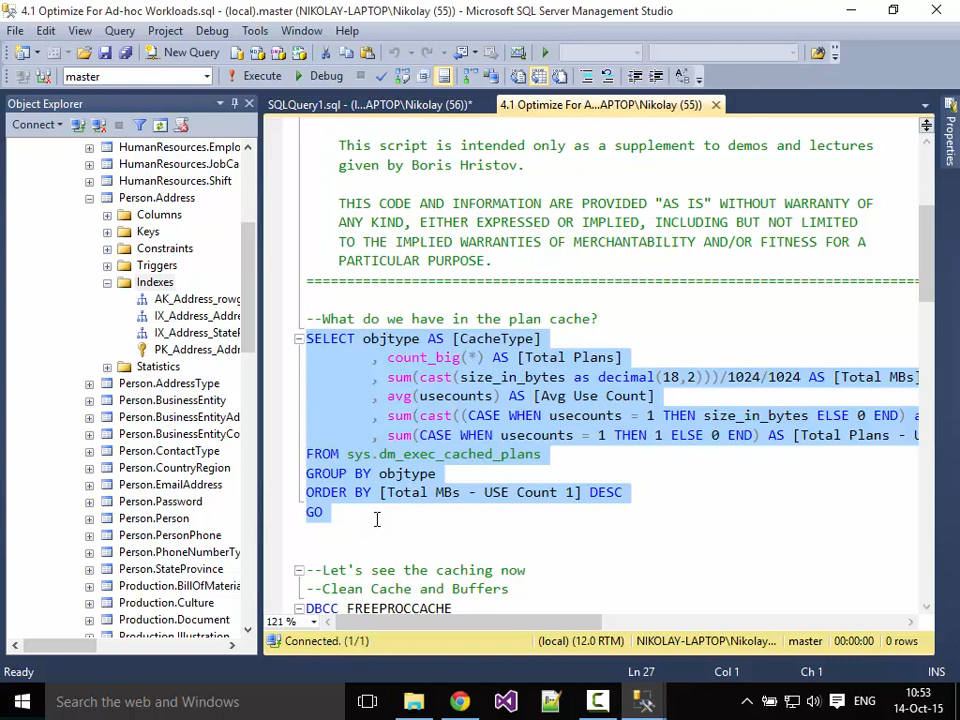 4.1 Optimize For Ad-hoc Workloads.sql - (local).master (NIKOLAY-LAPTOP\Nikolay (55)) - Microsoft SQL Server Management Studio
File Edit View Query Project Debug Tools Window Help
New Query
master Execute Debug
Object Explorer
Connect
HumanResources.Emplo
HumanResources.JobCa
HumanResources.Shift
Person.Address
Columns
Keys
Constraints
Triggers
Indexes
AK_Address_rowg
IX_Address_Addre
IX_Address_StateP
PK_Address_Addre
Statistics
Person.AddressType
Person.BusinessEntity
Person.BusinessEntityAd
Person.BusinessEntityCo
Person.ContactType
Person.CountryRegion
Person.EmailAddress
Person.Password
Person.Person
Person.PersonPhone
Person.PhoneNumberTy
Person.StateProvince
Production.BillOfMateria
Production.Culture
Production.Document
Production.Illustration
SQLQuery1.sql - (l...APTOP\Nikolay (56))*
4.1 Optimize For A...APTOP\Nikolay (55))
This script is intended only as a supplement to demos and lectures
given by Boris Hristov.
THIS CODE AND INFORMATION ARE PROVIDED "AS IS" WITHOUT WARRANTY OF
ANY KIND, EITHER EXPRESSED OR IMPLIED, INCLUDING BUT NOT LIMITED
TO THE IMPLIED WARRANTIES OF MERCHANTABILITY AND/OR FITNESS FOR A
PARTICULAR PURPOSE.
============================================================================
--What do we have in the plan cache?
SELECT objtype AS [CacheType]
, count_big(*) AS [Total Plans]
, sum(cast(size_in_bytes as decimal(18,2)))/1024/1024 AS [Total MBs]
, avg(usecounts) AS [Avg Use Count]
, sum(cast((CASE WHEN usecounts = 1 THEN size_in_bytes ELSE 0 END) a
, sum(CASE WHEN usecounts = 1 THEN 1 ELSE 0 END) AS [Total Plans - U
FROM sys.dm_exec_cached_plans
GROUP BY objtype
ORDER BY [Total MBs - USE Count 1] DESC
GO
--Let's see the caching now
--Clean Cache and Buffers
DBCC FREEPROCCACHE
121 %
Connected. (1/1) (local) (12.0 RTM) NIKOLAY-LAPTOP\Nikolay... master 00:00:00 0 rows
Properties
Ready Ln 27 Col 1 Ch 1 INS
Search the web and Windows
ENG
10:53
14-Oct-15